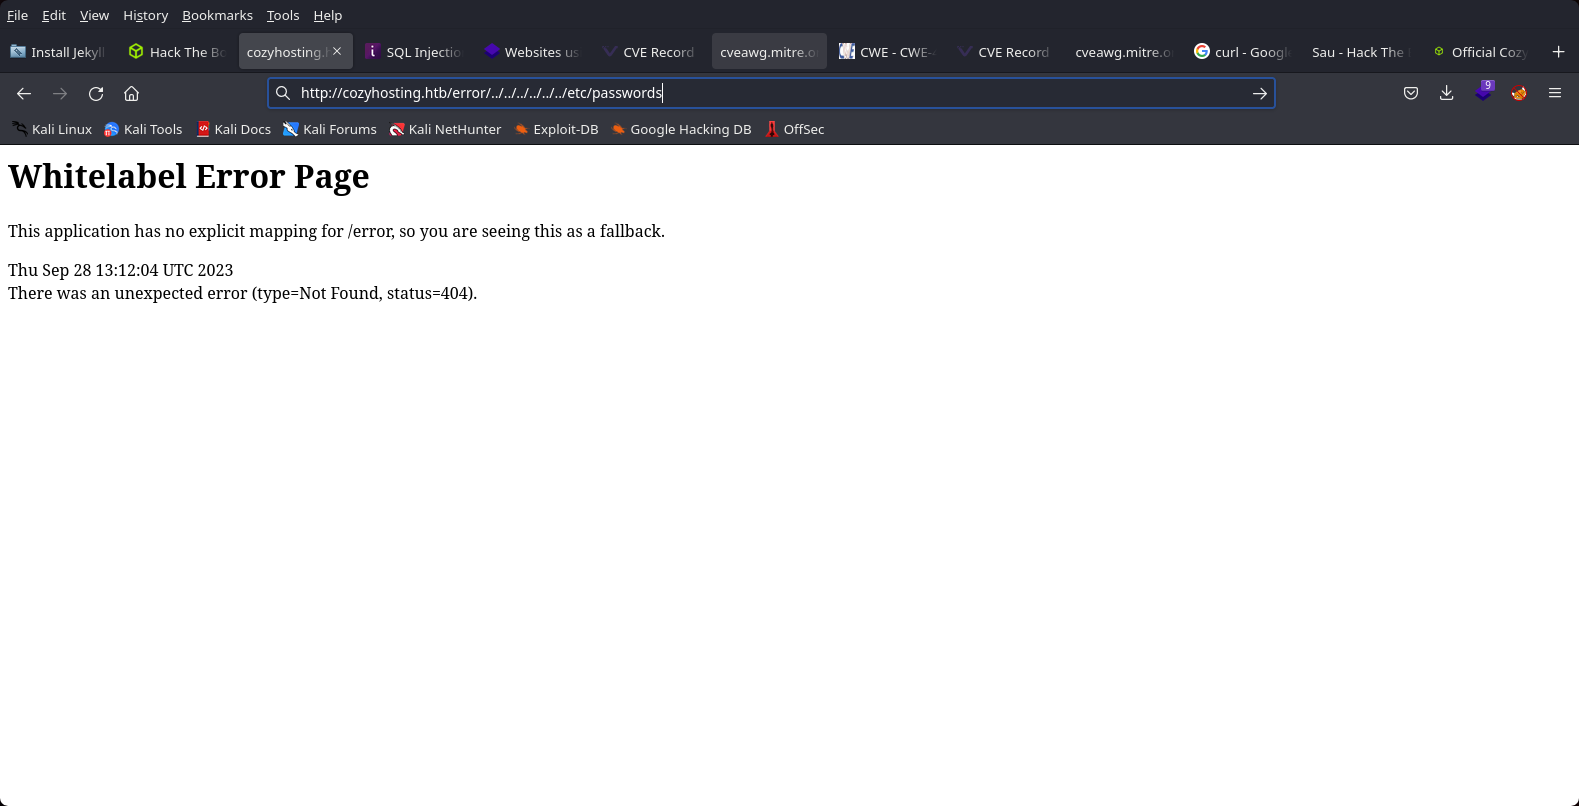 File Edit View History Bookmarks Tools Help
Install Jekyll Hack The Bo cozyhosting.h SQL Injectio Websites us CVE Record cveawg.mitre.o CWE - CWE- CVE Record cveawg.mitre.o curl - Googl Sau - Hack The Official Cozy
http://cozyhosting.htb/error/../../../../../../etc/passwords 9
Kali Linux Kali Tools Kali Docs Kali Forums Kali NetHunter Exploit-DB Google Hacking DB OffSec
Whitelabel Error Page
This application has no explicit mapping for /error, so you are seeing this as a fallback.
Thu Sep 28 13:12:04 UTC 2023
There was an unexpected error (type=Not Found, status=404).